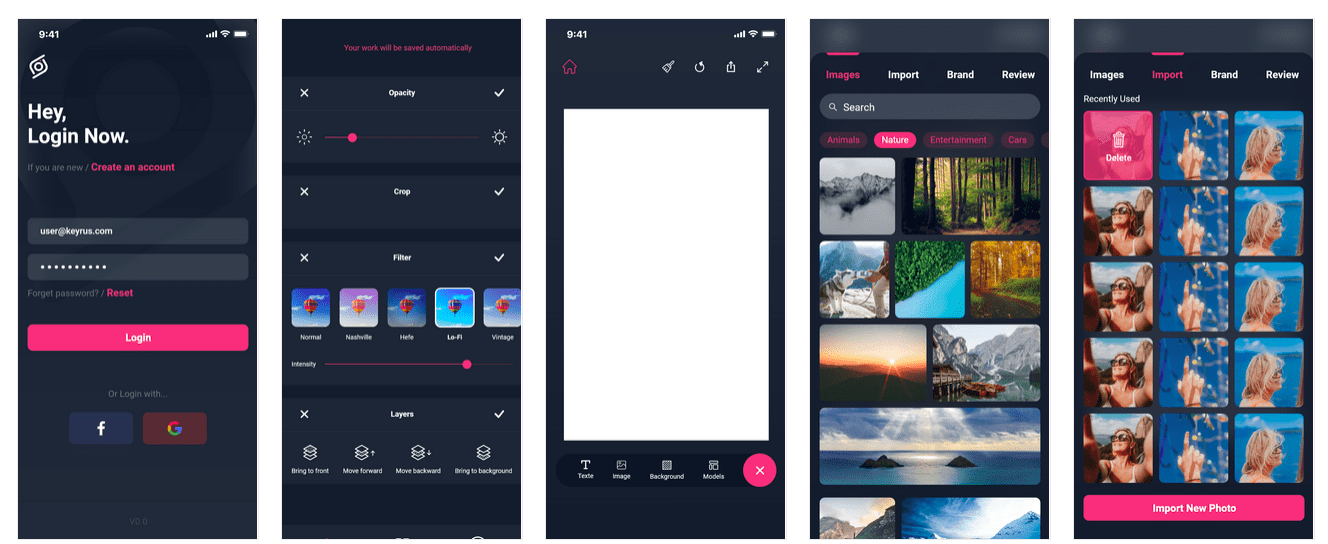 9:41
Hey,
Login Now.
If you are new / Create an account
user@keyrus.com
Forget password? / Reset
Login
Or Login with...
f
G
V0.0
Your work will be saved automatically
Opacity
Crop
Filter
Normal Nashville Hefe Lo-Fi Vintage
Intensity
Layers
Bring to front Move forward Move backward Bring to background
9:41
Texte Image Background Models
Images Import Brand Review
Search
Animals Nature Entertainment Cars
Images Import Brand Review
Recently Used
Delete
Import New Photo